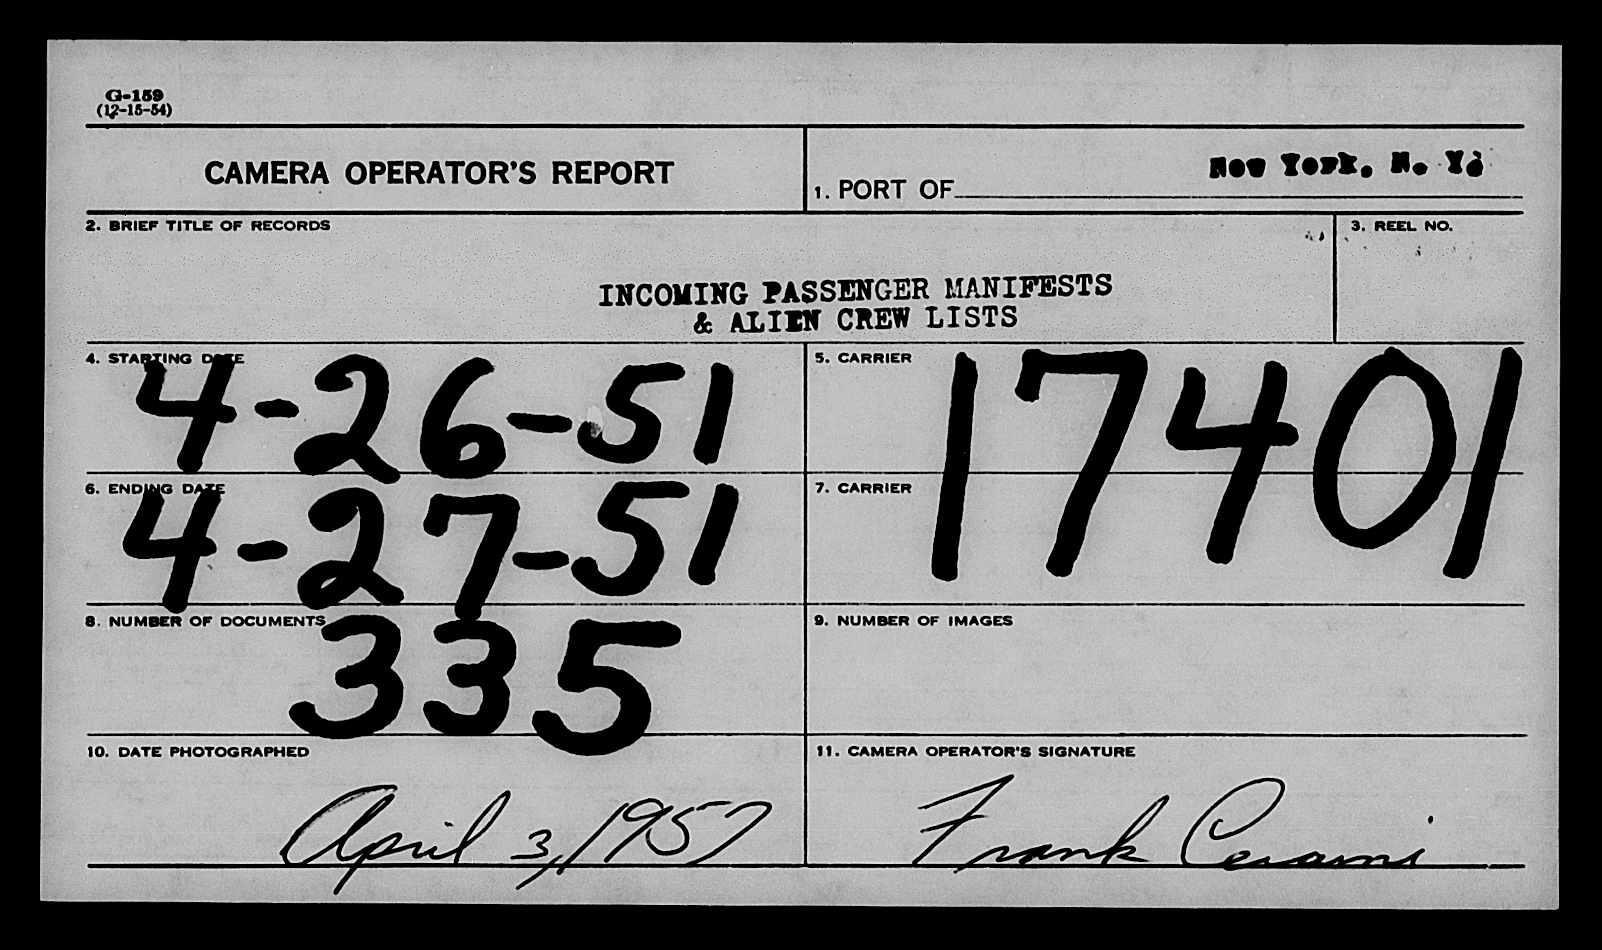 G-159
(12-15-54)
CAMERA OPERATOR'S REPORT
1. PORT OF New York, N. Y.
2. BRIEF TITLE OF RECORDS
3. REEL NO.
INCOMING PASSENGER MANIFESTS
& ALIEN CREW LISTS
4. STARTING DATE
4-26-51
5. CARRIER
17401
6. ENDING DATE
4-27-51
7. CARRIER
8. NUMBER OF DOCUMENTS
335
9. NUMBER OF IMAGES
10. DATE PHOTOGRAPHED
April 3, 1957
11. CAMERA OPERATOR'S SIGNATURE
Frank